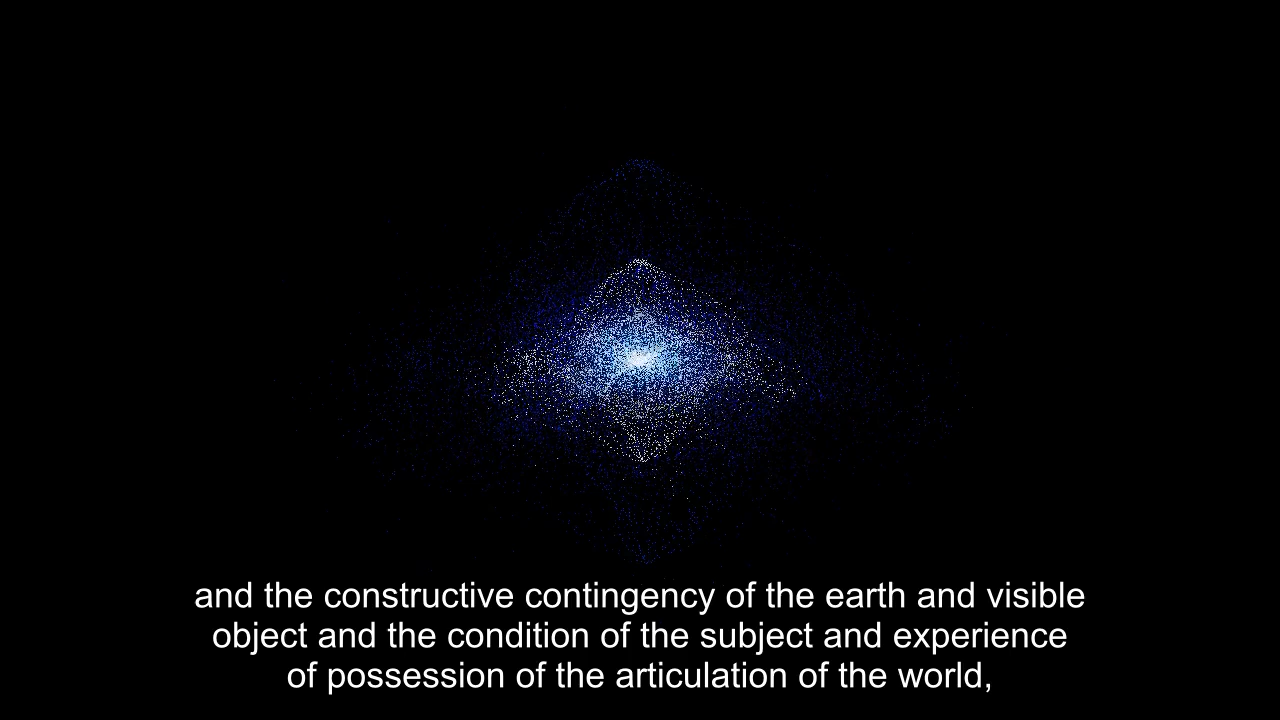 and the constructive contingency of the earth and visible
object and the condition of the subject and experience
of possession of the articulation of the world,